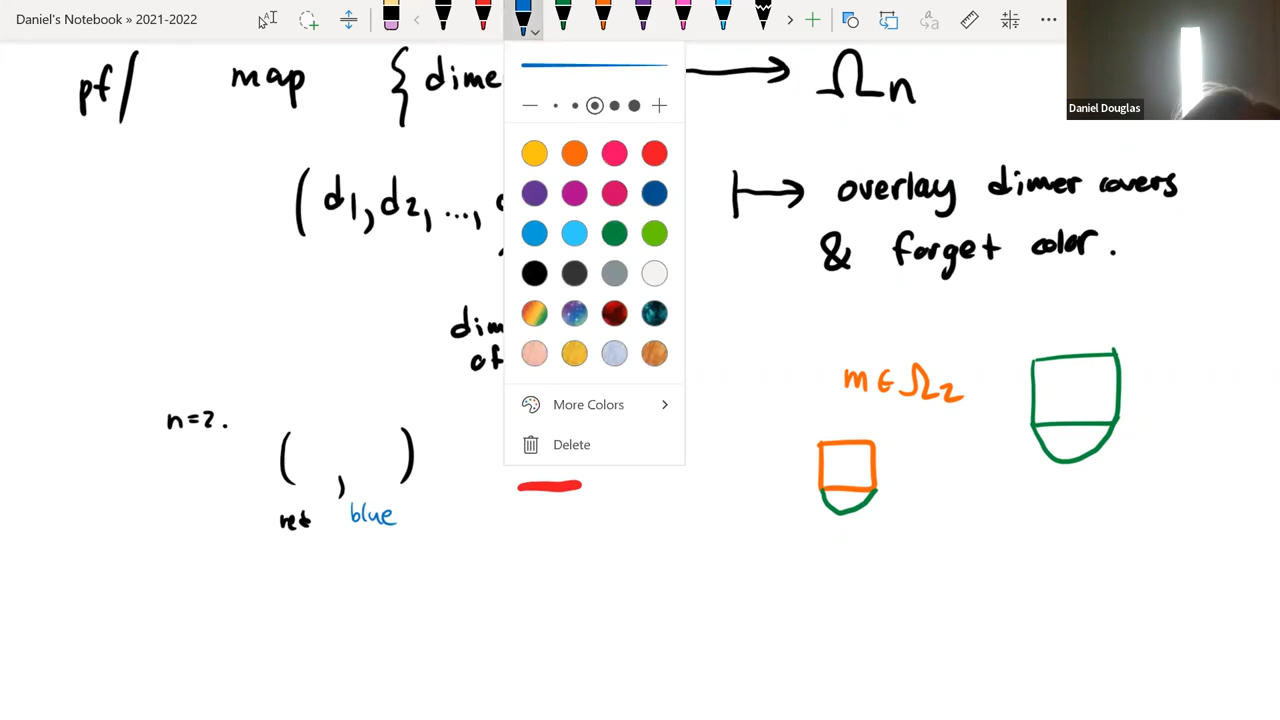 Daniel's Notebook » 2021-2022
Daniel Douglas
pf/ map { dime → Ωn
(d1, d2, ..., ↦ overlay dimer covers
& forget color.
dim
of
More Colors
Delete
m ∈ Ω2
n=2.
( , )
red blue